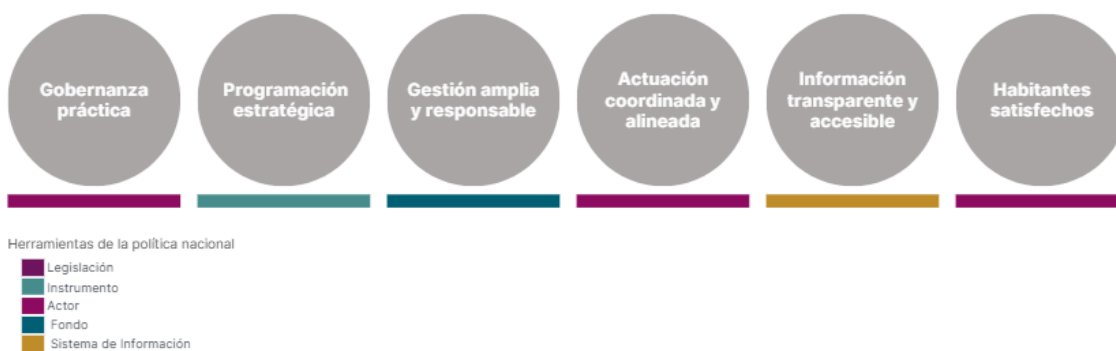 Gobernanza
práctica
Programación
estratégica
Gestión amplia
y responsable
Actuación
coordinada y
alineada
Información
transparente y
accesible
Habitantes
satisfechos
Herramientas de la política nacional
Legislación
Instrumento
Actor
Fondo
Sistema de Información